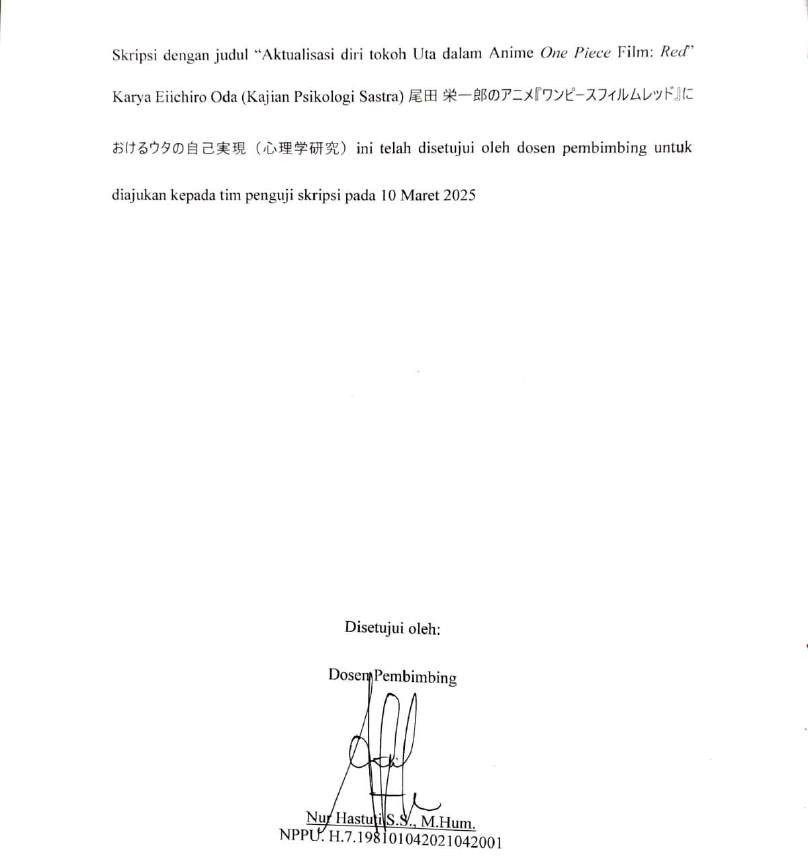 Skripsi dengan judul “Aktualisasi diri tokoh Uta dalam Anime One Piece Film: Red”
Karya Eiichiro Oda (Kajian Psikologi Sastra) 尾田 栄一郎のアニメ『ワンピースフィルムレッド』に
おけるウタの自己実現（心理学研究）ini telah disetujui oleh dosen pembimbing untuk
diajukan kepada tim penguji skripsi pada 10 Maret 2025
Disetujui oleh:
Dosen Pembimbing
Nur Hastuti S.S., M.Hum.
NPPU. H.7.198101042021042001